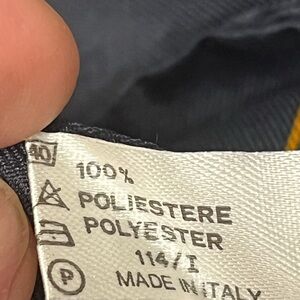 40
100%
POLIESTERE
POLYESTER
114/I
P
MADE IN ITALY